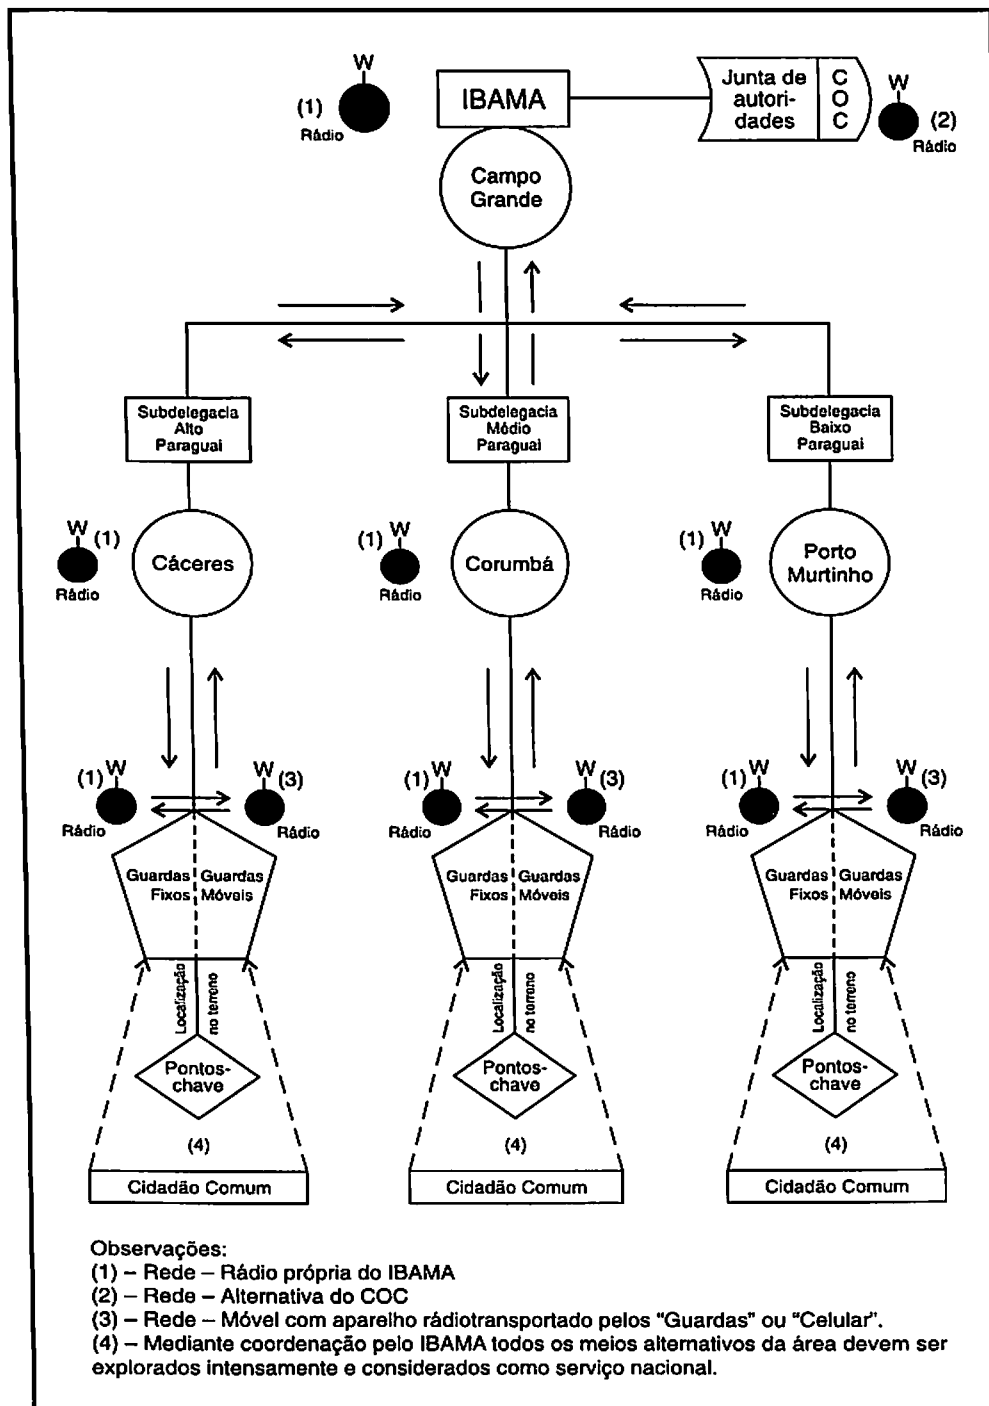 W
(1)
Rádio
IBAMA
Junta de
autori-
dades
C
O
C
W
(2)
Rádio
Campo
Grande
Subdelegacia
Alto
Paraguai
Subdelegacia
Módio
Paraguai
Subdelegacia
Baixo
Paraguai
W
(1)
Rádio
Cáceres
W
(1)
Rádio
Corumbá
W
(1)
Rádio
Porto
Murtinho
(1) W
Rádio
W (3)
Rádio
(1) W
Rádio
W (3)
Rádio
(1) W
Rádio
W (3)
Rádio
Guardas
Fixos
Guardas
Móveis
Guardas
Fixos
Guardas
Móveis
Guardas
Fixos
Guardas
Móveis
Localização
no terreno
Localização
no terreno
Localização
no terreno
Pontos-
chave
Pontos-
chave
Pontos-
chave
(4)
(4)
(4)
Cidadão Comum
Cidadão Comum
Cidadão Comum
Observações:
(1) – Rede – Rádio própria do IBAMA
(2) – Rede – Alternativa do COC
(3) – Rede – Móvel com aparelho rádiotransportado pelos "Guardas" ou "Celular".
(4) – Mediante coordenação pelo IBAMA todos os meios alternativos da área devem ser
explorados intensamente e considerados como serviço nacional.